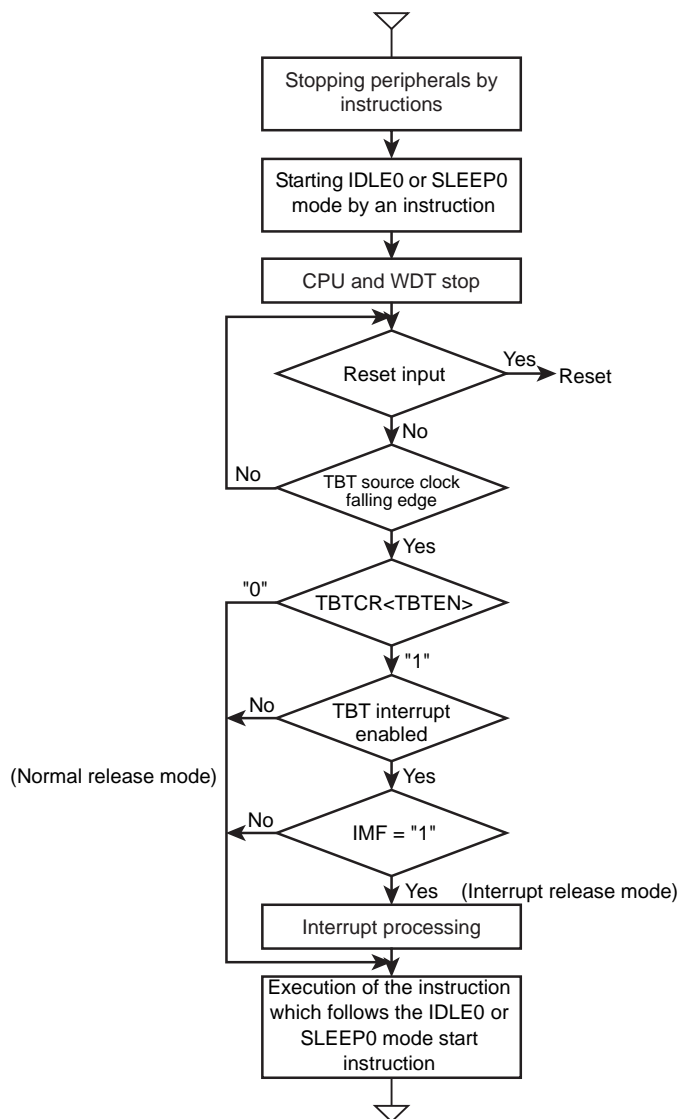 Stopping peripherals by
instructions
Starting IDLE0 or SLEEP0
mode by an instruction
CPU and WDT stop
Reset input
Yes
Reset
No
No
TBT source clock
falling edge
Yes
"0"
TBTCR<TBTEN>
"1"
No
TBT interrupt
enabled
(Normal release mode)
Yes
No
IMF = "1"
Yes
(Interrupt release mode)
Interrupt processing
Execution of the instruction
which follows the IDLE0 or
SLEEP0 mode start
instruction